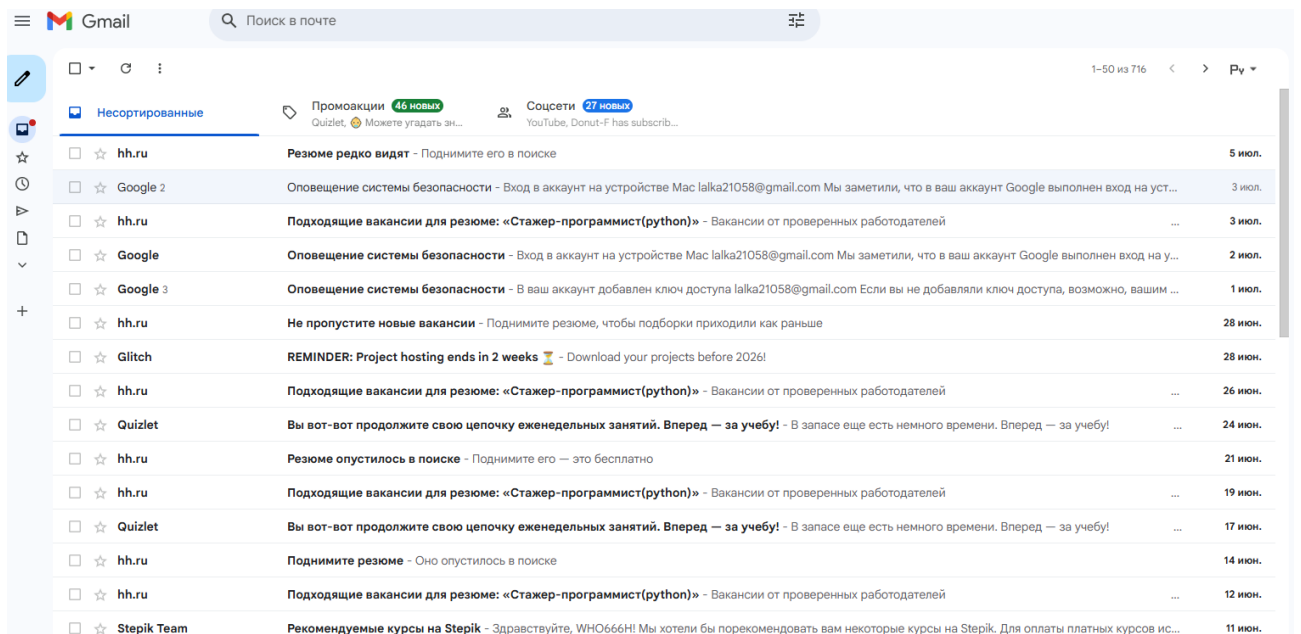 Gmail
Поиск в почте
1–50 из 716
Ру
Несортированные
Промоакции 46 новых
Quizlet, 👶 Можете угадать зн...
Соцсети 27 новых
YouTube, Donut-F has subscrib...
hh.ru Резюме редко видят - Поднимите его в поиске 5 июл.
Google 2 Оповещение системы безопасности - Вход в аккаунт на устройстве Mac lalka21058@gmail.com Мы заметили, что в ваш аккаунт Google выполнен вход на уст... 3 июл.
hh.ru Подходящие вакансии для резюме: «Стажер-программист(python)» - Вакансии от проверенных работодателей ... 3 июл.
Google Оповещение системы безопасности - Вход в аккаунт на устройстве Mac lalka21058@gmail.com Мы заметили, что в ваш аккаунт Google выполнен вход на у... 2 июл.
Google 3 Оповещение системы безопасности - В ваш аккаунт добавлен ключ доступа lalka21058@gmail.com Если вы не добавляли ключ доступа, возможно, вашим ... 1 июл.
hh.ru Не пропустите новые вакансии - Поднимите резюме, чтобы подборки приходили как раньше 28 июн.
Glitch REMINDER: Project hosting ends in 2 weeks ⏳ - Download your projects before 2026! 28 июн.
hh.ru Подходящие вакансии для резюме: «Стажер-программист(python)» - Вакансии от проверенных работодателей ... 26 июн.
Quizlet Вы вот-вот продолжите свою цепочку еженедельных занятий. Вперед — за учебу! - В запасе еще есть немного времени. Вперед — за учебу! ... 24 июн.
hh.ru Резюме опустилось в поиске - Поднимите его — это бесплатно 21 июн.
hh.ru Подходящие вакансии для резюме: «Стажер-программист(python)» - Вакансии от проверенных работодателей ... 19 июн.
Quizlet Вы вот-вот продолжите свою цепочку еженедельных занятий. Вперед — за учебу! - В запасе еще есть немного времени. Вперед — за учебу! ... 17 июн.
hh.ru Поднимите резюме - Оно опустилось в поиске 14 июн.
hh.ru Подходящие вакансии для резюме: «Стажер-программист(python)» - Вакансии от проверенных работодателей ... 12 июн.
Stepik Team Рекомендуемые курсы на Stepik - Здравствуйте, WHO666H! Мы хотели бы порекомендовать вам некоторые курсы на Stepik. Для оплаты платных курсов ис... 11 июн.